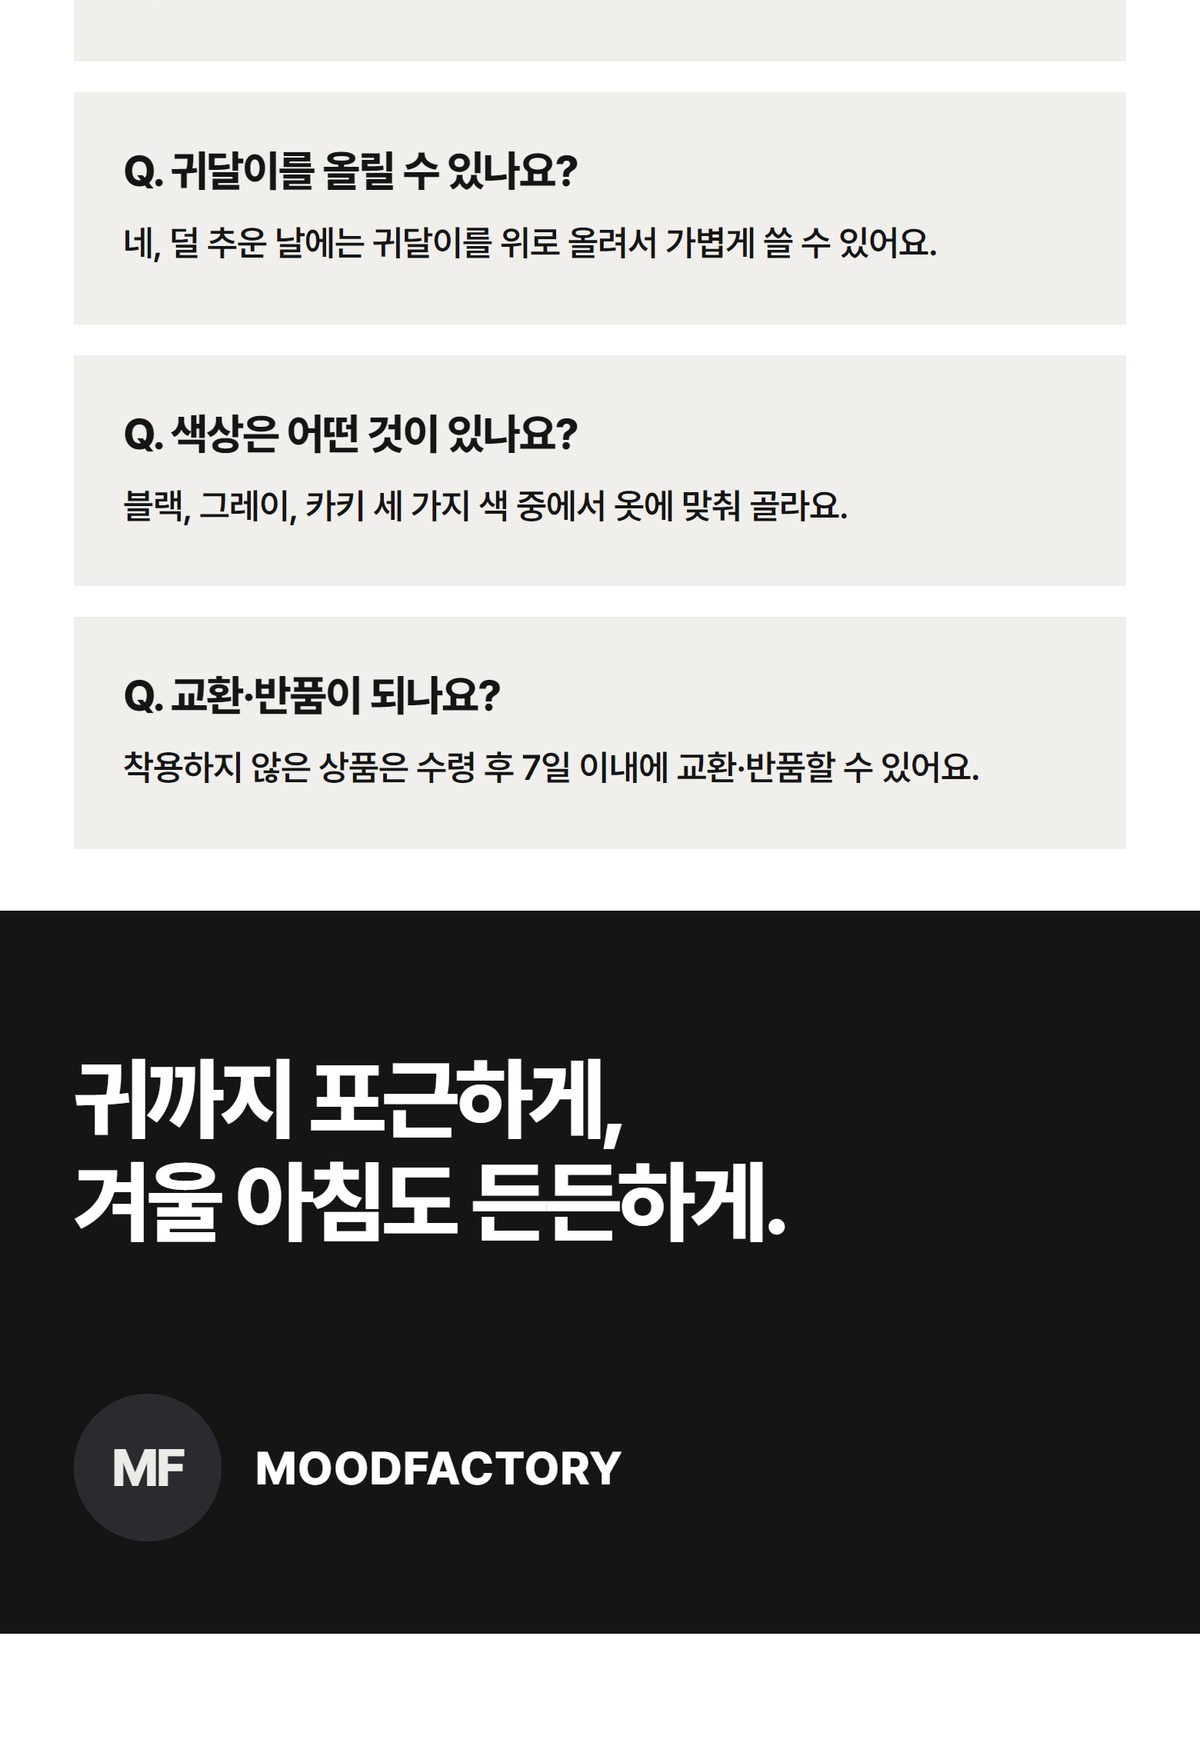 Q. 귀달이를 올릴 수 있나요?
네, 덜 추운 날에는 귀달이를 위로 올려서 가볍게 쓸 수 있어요.
Q. 색상은 어떤 것이 있나요?
블랙, 그레이, 카키 세 가지 색 중에서 옷에 맞춰 골라요.
Q. 교환·반품이 되나요?
착용하지 않은 상품은 수령 후 7일 이내에 교환·반품할 수 있어요.
귀까지 포근하게,
겨울 아침도 든든하게.
MF MOODFACTORY